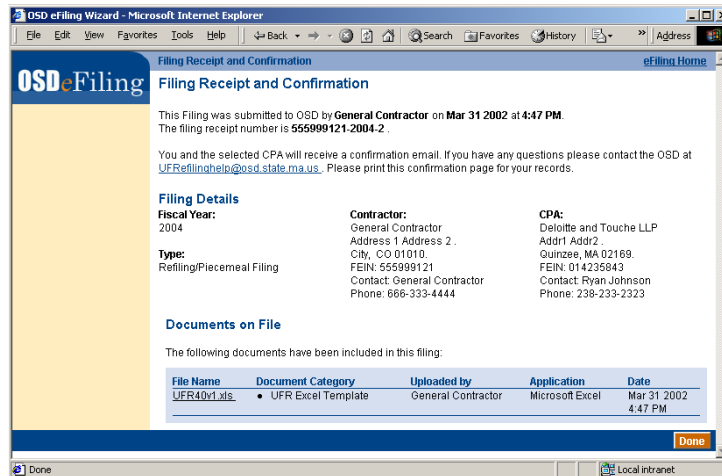 OSD eFiling Wizard - Microsoft Internet Explorer
File Edit View Favorites Tools Help Back Search Favorites History » Address
OSDeFiling
Filing Receipt and Confirmation eFiling Home
Filing Receipt and Confirmation
This Filing was submitted to OSD by General Contractor on Mar 31 2002 at 4:47 PM.
The filing receipt number is 555999121-2004-2 .
You and the selected CPA will receive a confirmation email. If you have any questions please contact the OSD at
UFRefilinghelp@osd.state.ma.us . Please print this confirmation page for your records.
Filing Details
Fiscal Year: Contractor: CPA:
2004 General Contractor Deloitte and Touche LLP
Address 1 Address 2 . Addr1 Addr2 .
Type: City, CO 01010. Quinzee, MA 02169.
Refiling/Piecemeal Filing FEIN: 555999121 FEIN: 014235843
Contact: General Contractor Contact: Ryan Johnson
Phone: 666-333-4444 Phone: 238-233-2323
Documents on File
The following documents have been included in this filing:
File Name Document Category Uploaded by Application Date
UFR40v1.xls • UFR Excel Template General Contractor Microsoft Excel Mar 31 2002
4:47 PM
Done
Done Local intranet